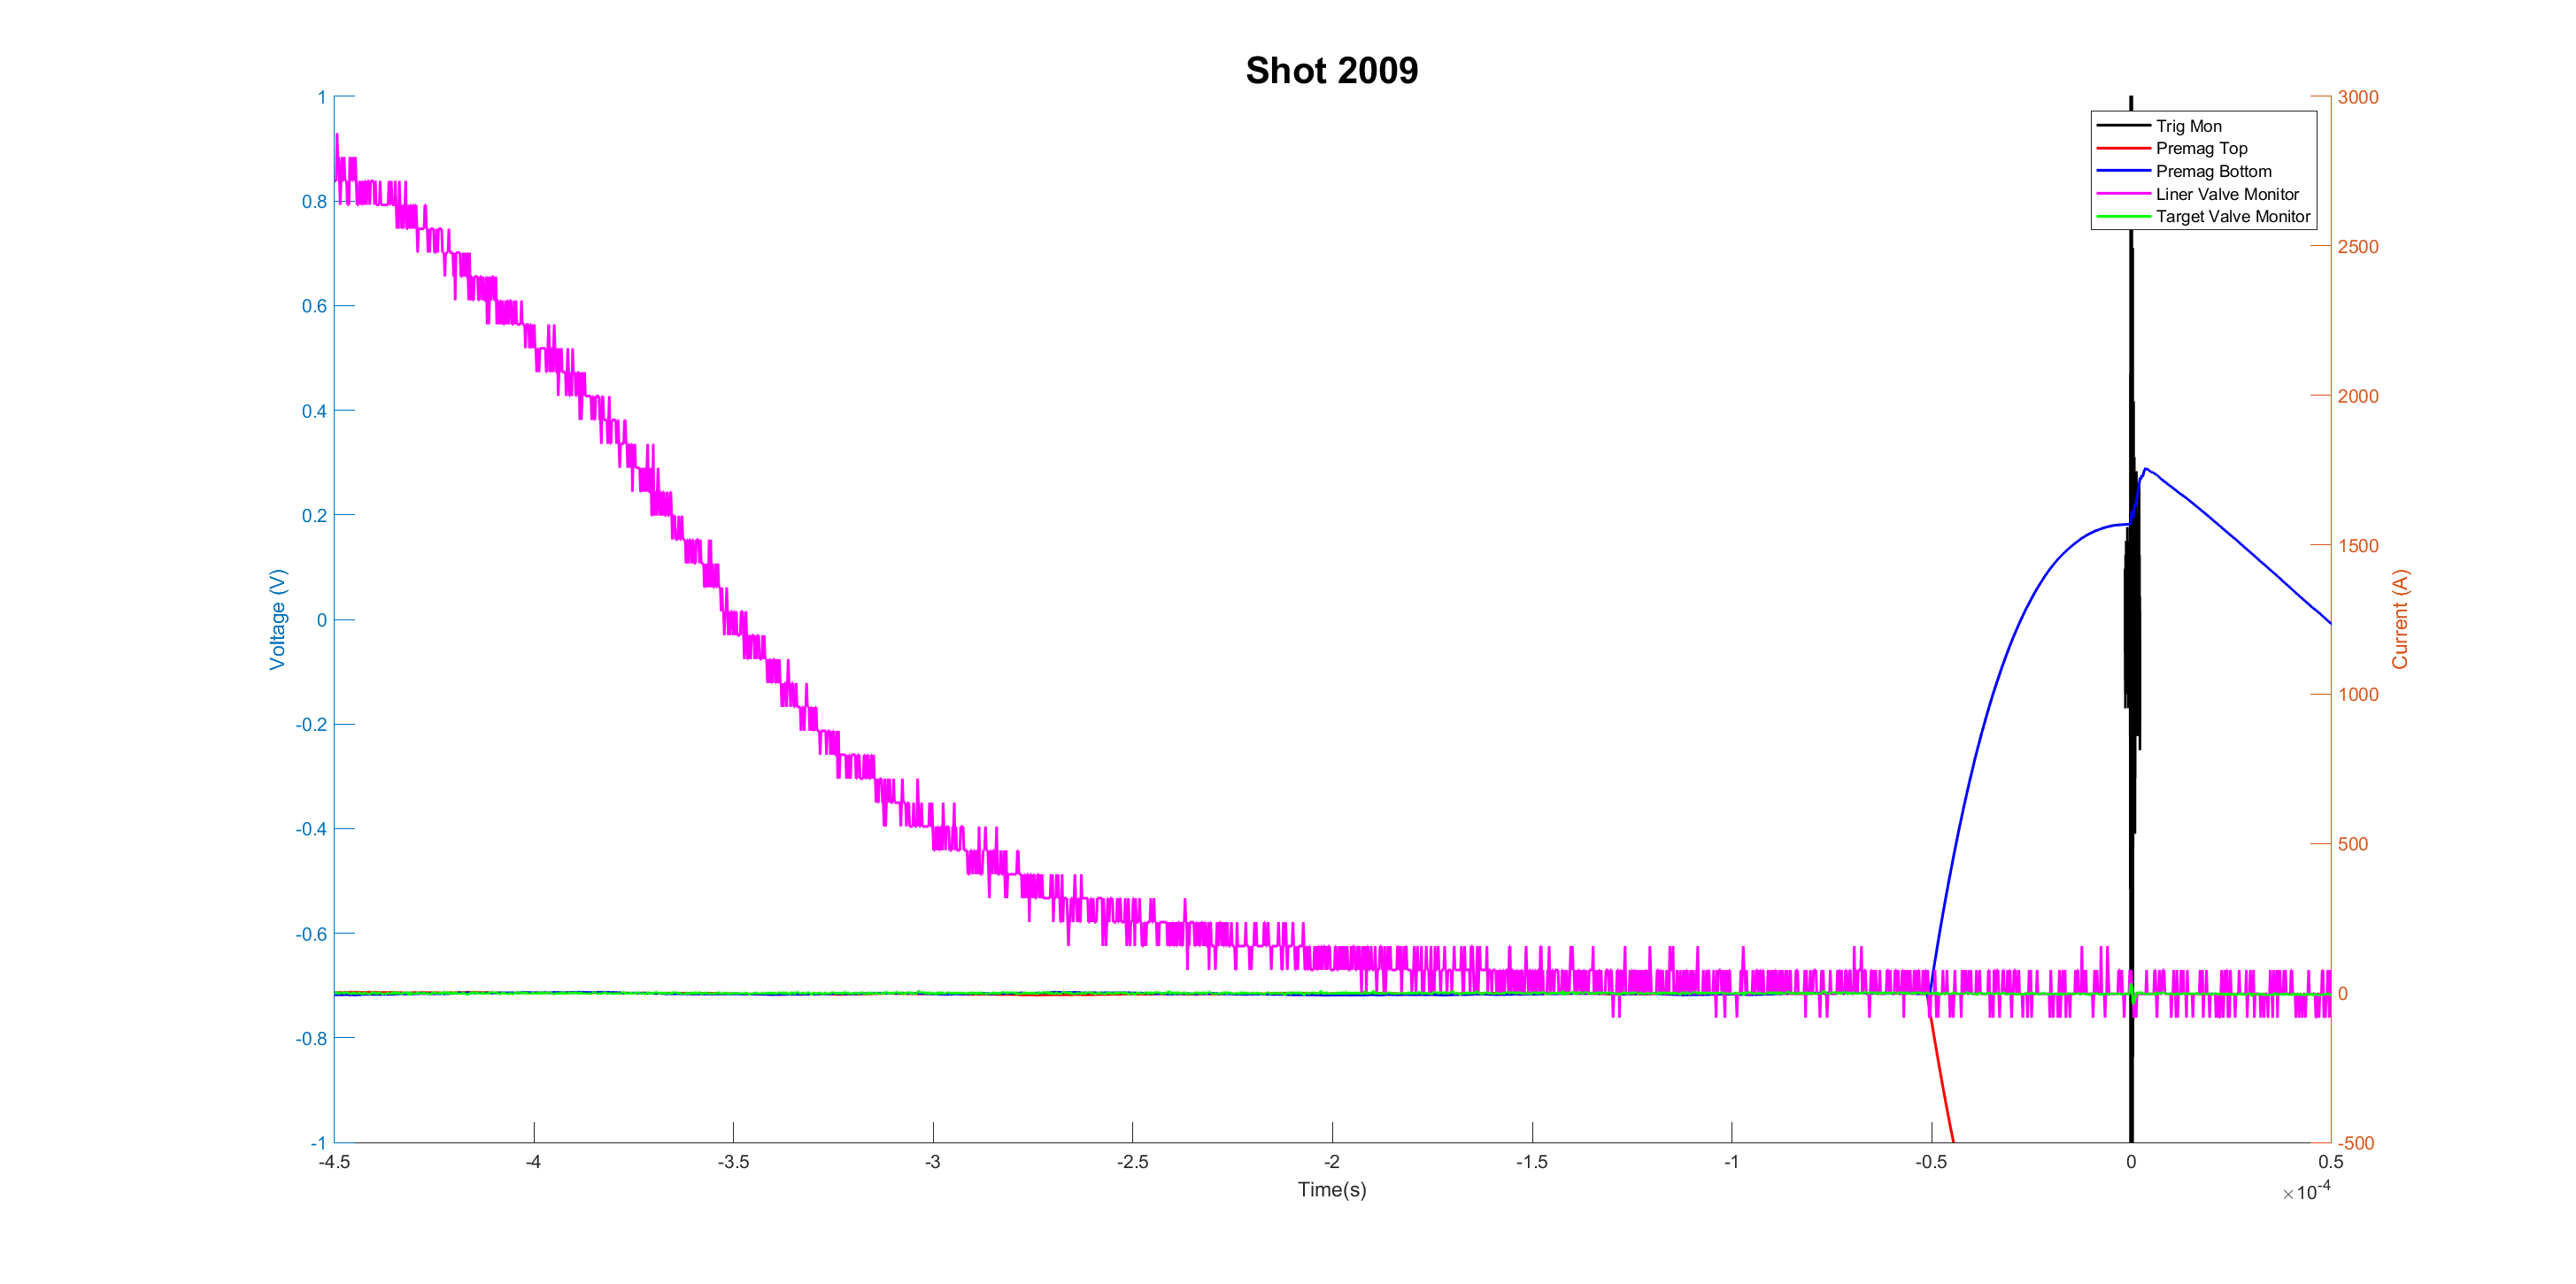 Shot 2009
1
0.8
0.6
0.4
0.2
0
-0.2
-0.4
-0.6
-0.8
-1
Voltage (V)
3000
2500
2000
1500
1000
500
0
-500
Current (A)
Trig Mon
Premag Top
Premag Bottom
Liner Valve Monitor
Target Valve Monitor
-4.5 -4 -3.5 -3 -2.5 -2 -1.5 -1 -0.5 0 0.5
Time(s)
×10-4